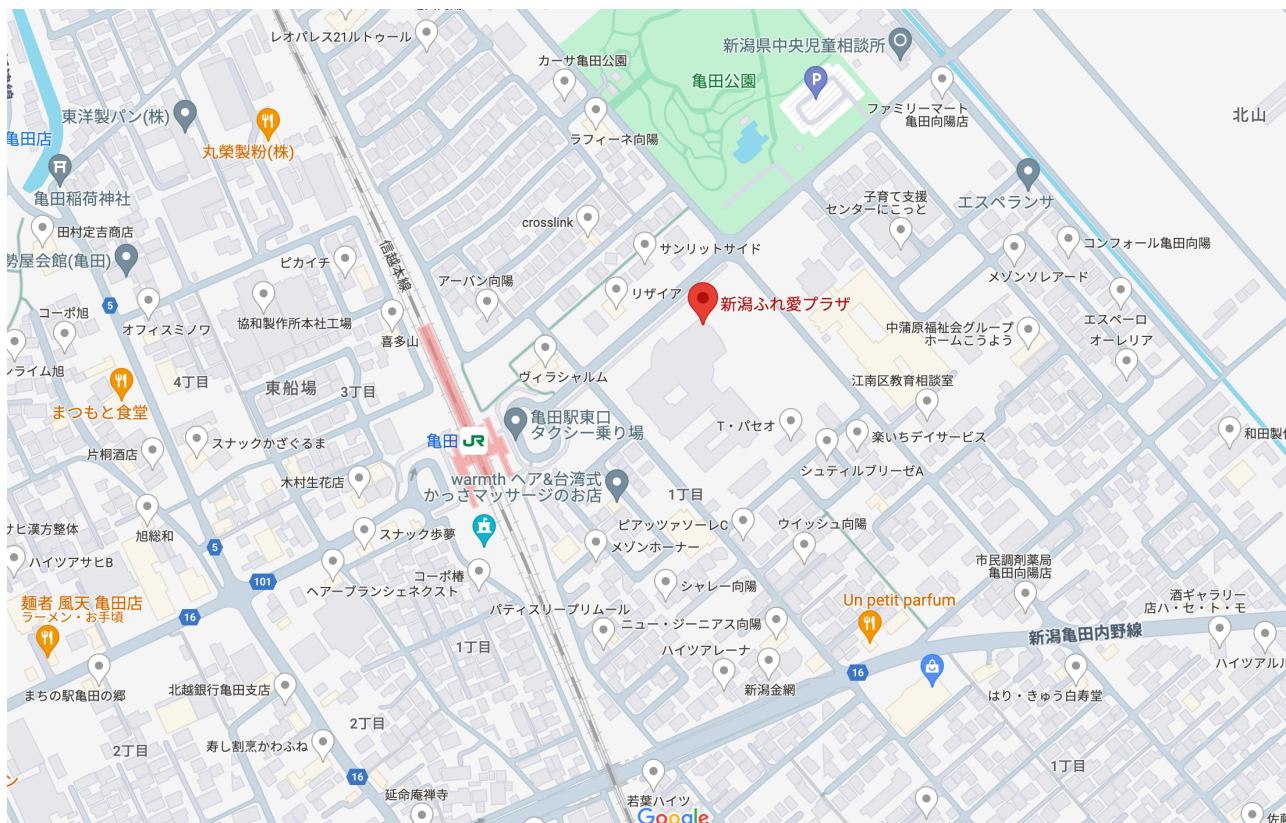 レオパレス21ルトゥール
カーサ亀田公園
新潟県中央児童相談所
亀田公園
P
ファミリーマート
亀田向陽店
北山
東洋製パン(株)
丸榮製粉(株)
ラフィーネ向陽
亀田店
亀田稲荷神社
エスペランサ
子育て支援
センターにこっと
田村定吉商店
crosslink
サンリットサイド
コンフォール亀田向陽
勢屋会館(亀田)
ピカイチ
信越本線
アーバン向陽
リザイア
メゾンソレアード
新潟ふれ愛プラザ
5
コーポ旭
オフィスミノワ
協和製作所本社工場
喜多山
中蒲原福祉会グループ
ホームこうよう
エスペーロ
オーレリア
ンライム旭
4丁目
東船場
3丁目
ヴィラシャルム
江南区教育相談室
まつもと食堂
亀田駅東口
タクシー乗り場
T・パセオ
楽いちデイサービス
和田製作
片桐酒店
スナックかざぐるま
亀田
JR
シュティルブリーゼA
木村生花店
warmth ヘア&台湾式
かっさマッサージのお店
1丁目
サヒ漢方整体
旭総和
スナック歩夢
ピアッツァソーレC
ウイッシュ向陽
5
ハイツアサヒB
メゾンホーナー
市民調剤薬局
亀田向陽店
101
ヘアーブランシェネクスト
コーポ椿
シャレー向陽
麺者 風天 亀田店
ラーメン・お手頃
16
パティスリープリムール
ニュー・ジーニアス向陽
Un petit parfum
酒ギャラリー
店ハ・セ・ト・モ
新潟亀田内野線
1丁目
ハイツアレーナ
16
ハイツアルル
まちの駅亀田の郷
北越銀行亀田支店
新潟金網
はり・きゅう白寿堂
2丁目
2丁目
寿し割烹かわふね
16
1丁目
ン
延命庵禅寺
若葉ハイツ
Google
佐藤